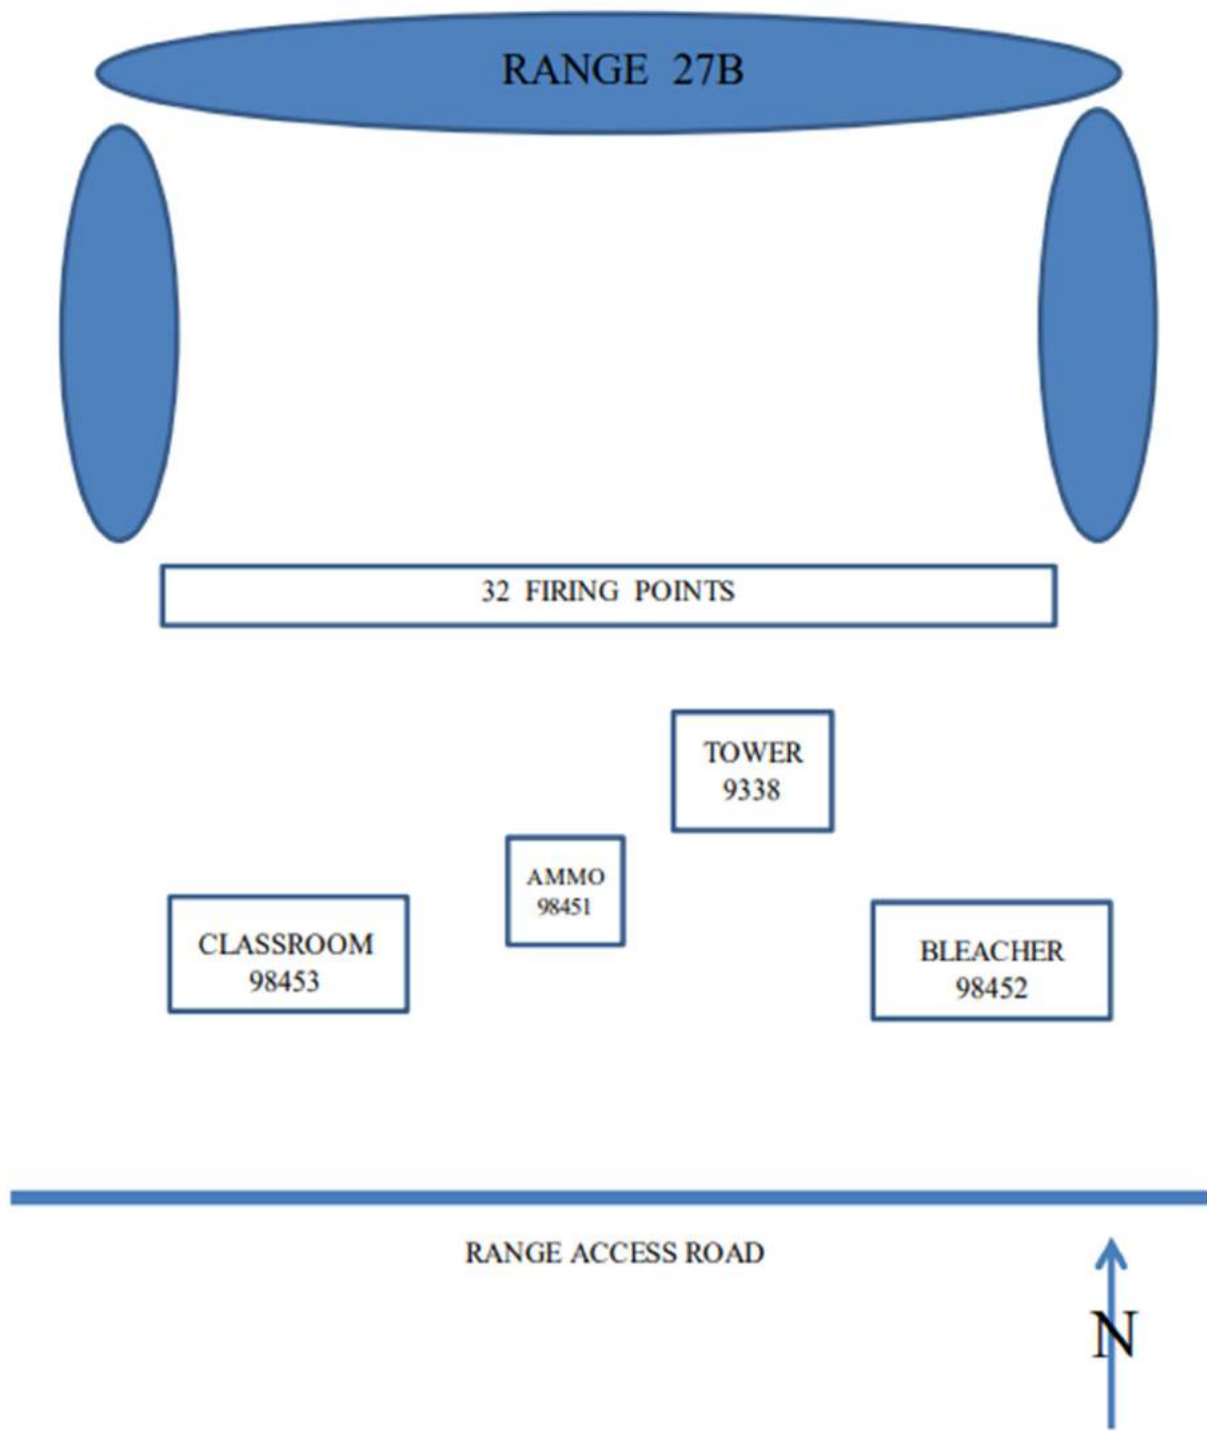 RANGE 27B
32 FIRING POINTS
TOWER
9338
AMMO
98451
CLASSROOM
98453
BLEACHER
98452
RANGE ACCESS ROAD
N